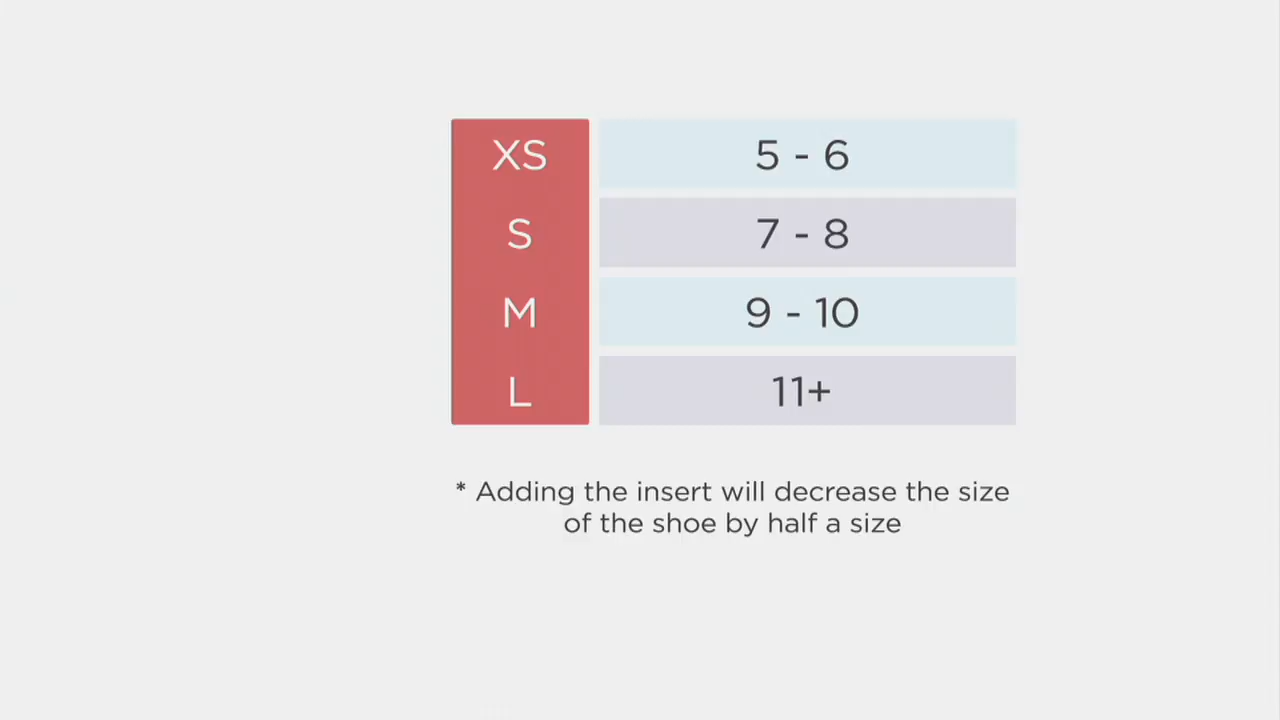 XS 5 - 6
S 7 - 8
M 9 - 10
L 11+
* Adding the insert will decrease the size
of the shoe by half a size